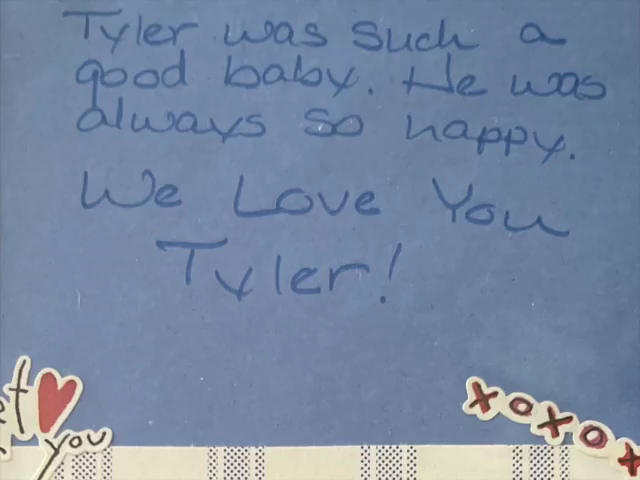 Tyler was such a
good baby. He was
always so happy.
We Love You
Tyler!
you
xoxox